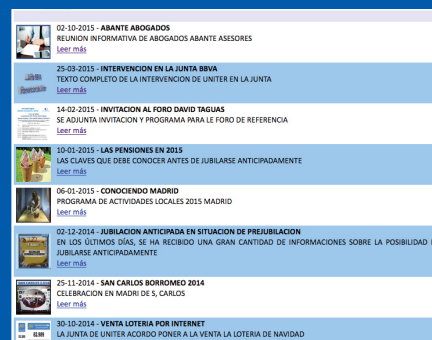 02-10-2015 - ABANTE ABOGADOS
REUNION INFORMATIVA DE ABOGADOS ABANTE ASESORES
Leer más
25-03-2015 - INTERVENCION EN LA JUNTA BBVA
TEXTO COMPLETO DE LA INTERVENCION DE UNITER EN LA JUNTA
Leer más
14-02-2015 - INVITACION AL FORO DAVID TAGUAS
SE ADJUNTA INVITACION Y PROGRAMA PARA LE FORO DE REFERENCIA
Leer más
10-01-2015 - LAS PENSIONES EN 2015
LAS CLAVES QUE DEBE CONOCER ANTES DE JUBILARSE ANTICIPADAMENTE
Leer más
06-01-2015 - CONOCIENDO MADRID
PROGRAMA DE ACTIVIDADES LOCALES 2015 MADRID
Leer más
02-12-2014 - JUBILACION ANTICIPADA EN SITUACION DE PREJUBILACION
EN LOS ÚLTIMOS DÍAS, SE HA RECIBIDO UNA GRAN CANTIDAD DE INFORMACIONES SOBRE LA POSIBILIDAD
JUBILARSE ANTICIPADAMENTE
Leer más
25-11-2014 - SAN CARLOS BORROMEO 2014
CELEBRACION EN MADRI DE S, CARLOS
Leer más
30-10-2014 - VENTA LOTERIA POR INTERNET
LA JUNTA DE UNITER ACORDO PONER A LA VENTA LA LOTERIA DE NAVIDAD